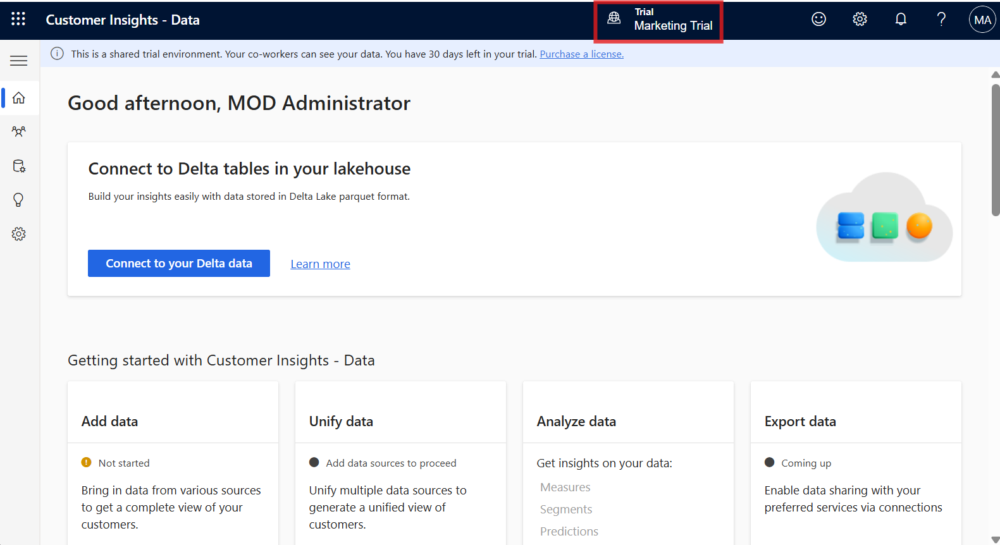 Customer Insights - Data
Trial
Marketing Trial
?
MA
This is a shared trial environment. Your co-workers can see your data. You have 30 days left in your trial. Purchase a license.
Good afternoon, MOD Administrator
Connect to Delta tables in your lakehouse
Build your insights easily with data stored in Delta Lake parquet format.
Connect to your Delta data
Learn more
Getting started with Customer Insights - Data
Add data
Not started
Bring in data from various sources
to get a complete view of your
customers.
Unify data
Add data sources to proceed
Unify multiple data sources to
generate a unified view of
customers.
Analyze data
Get insights on your data:
Measures
Segments
Predictions
Export data
Coming up
Enable data sharing with your
preferred services via connections